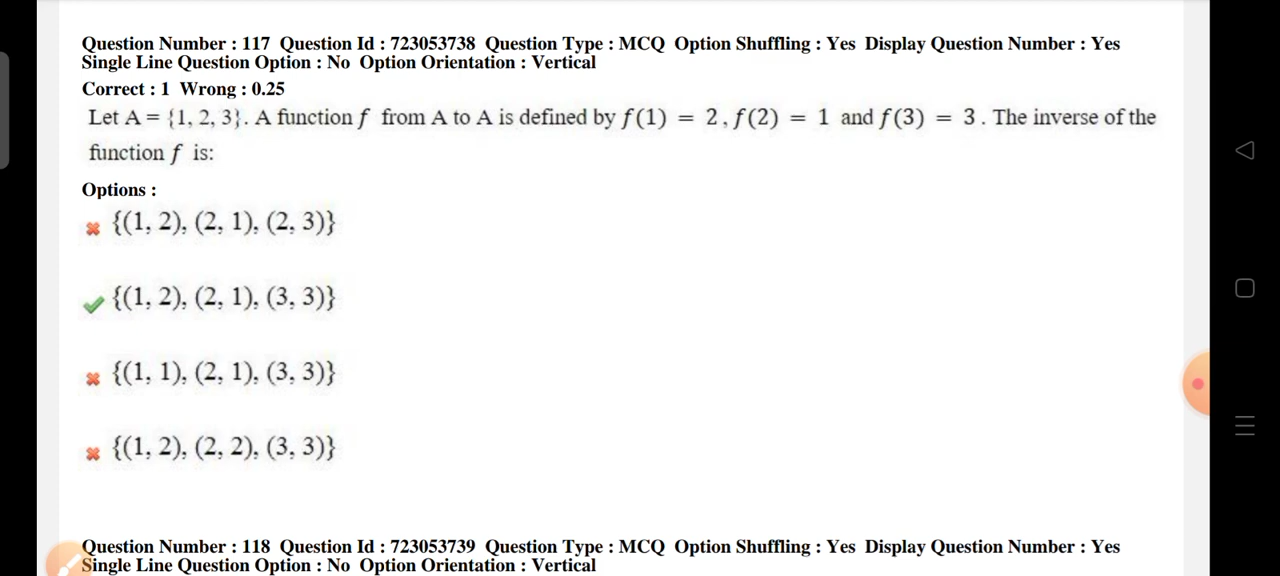 Question Number : 117 Question Id : 723053738 Question Type : MCQ Option Shuffling : Yes Display Question Number : Yes
Single Line Question Option : No Option Orientation : Vertical
Correct : 1 Wrong : 0.25
Let A = {1, 2, 3}. A function f from A to A is defined by f(1) = 2, f(2) = 1 and f(3) = 3. The inverse of the
function f is:
Options :
{(1, 2), (2, 1), (2, 3)}
{(1, 2), (2, 1), (3, 3)}
{(1, 1), (2, 1), (3, 3)}
{(1, 2), (2, 2), (3, 3)}
Question Number : 118 Question Id : 723053739 Question Type : MCQ Option Shuffling : Yes Display Question Number : Yes
Single Line Question Option : No Option Orientation : Vertical